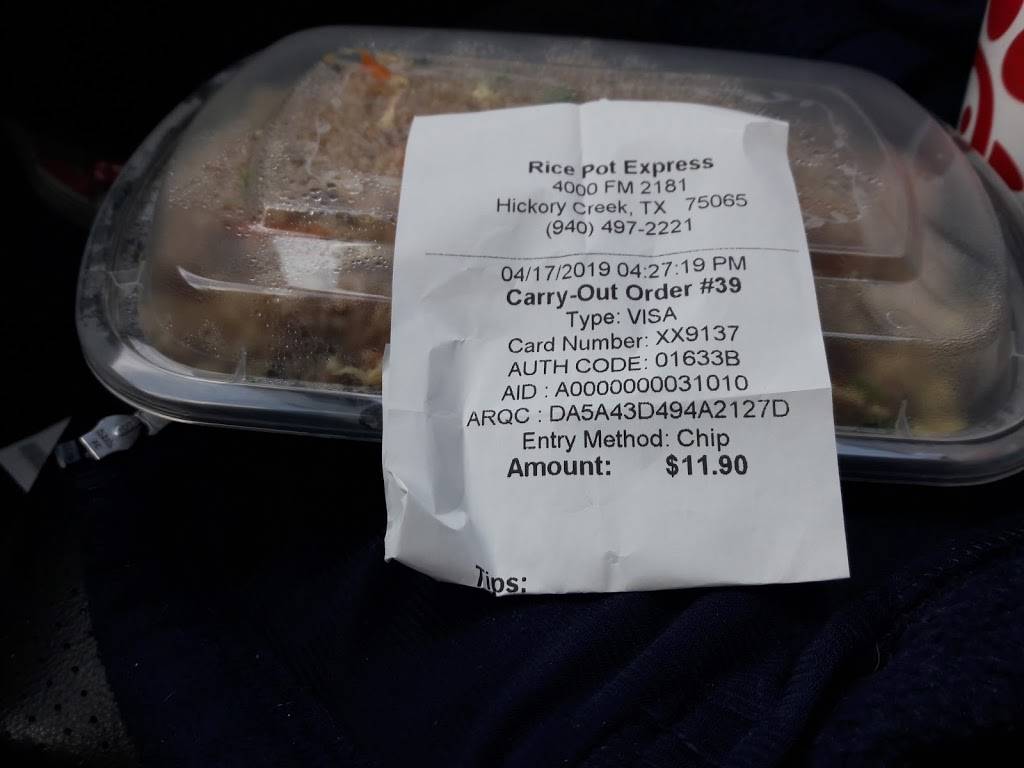 Rice Pot Express
4000 FM 2181
Hickory Creek, TX 75065
(940) 497-2221
04/17/2019 04:27:19 PM
Carry-Out Order #39
Type: VISA
Card Number: XX9137
AUTH CODE: 01633B
AID : A0000000031010
ARQC : DA5A43D494A2127D
Entry Method: Chip
Amount: $11.90
Tips: